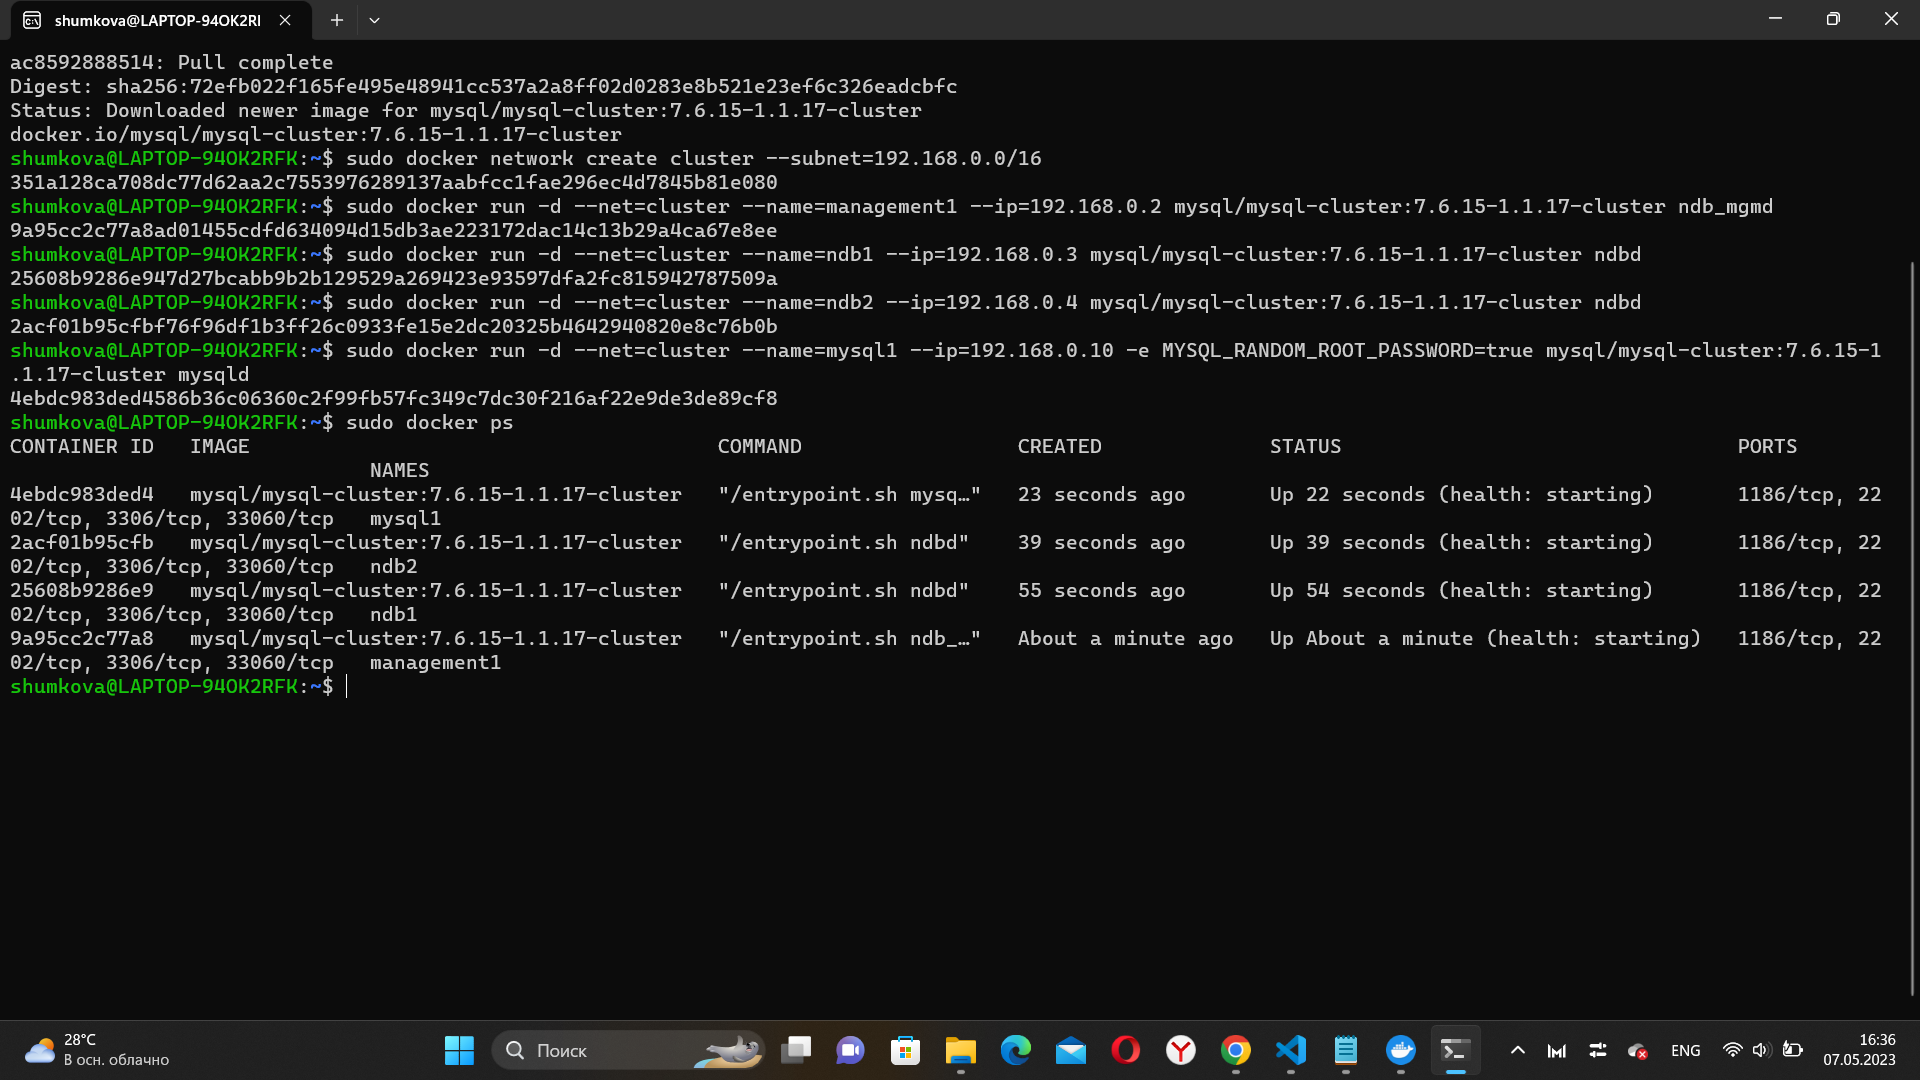 shumkova@LAPTOP-94OK2RI
ac8592888514: Pull complete
Digest: sha256:72efb022f165fe495e48941cc537a2a8ff02d0283e8b521e23ef6c326eadcbfc
Status: Downloaded newer image for mysql/mysql-cluster:7.6.15-1.1.17-cluster
docker.io/mysql/mysql-cluster:7.6.15-1.1.17-cluster
shumkova@LAPTOP-94OK2RFK:~$ sudo docker network create cluster --subnet=192.168.0.0/16
351a128ca708dc77d62aa2c7553976289137aabfcc1fae296ec4d7845b81e080
shumkova@LAPTOP-94OK2RFK:~$ sudo docker run -d --net=cluster --name=management1 --ip=192.168.0.2 mysql/mysql-cluster:7.6.15-1.1.17-cluster ndb_mgmd
9a95cc2c77a8ad01455cdfd634094d15db3ae223172dac14c13b29a4ca67e8ee
shumkova@LAPTOP-94OK2RFK:~$ sudo docker run -d --net=cluster --name=ndb1 --ip=192.168.0.3 mysql/mysql-cluster:7.6.15-1.1.17-cluster ndbd
25608b9286e947d27bcabb9b2b129529a269423e93597dfa2fc815942787509a
shumkova@LAPTOP-94OK2RFK:~$ sudo docker run -d --net=cluster --name=ndb2 --ip=192.168.0.4 mysql/mysql-cluster:7.6.15-1.1.17-cluster ndbd
2acf01b95cfbf76f96df1b3ff26c0933fe15e2dc20325b4642940820e8c76b0b
shumkova@LAPTOP-94OK2RFK:~$ sudo docker run -d --net=cluster --name=mysql1 --ip=192.168.0.10 -e MYSQL_RANDOM_ROOT_PASSWORD=true mysql/mysql-cluster:7.6.15-1
.1.17-cluster mysqld
4ebdc983ded4586b36c06360c2f99fb57fc349c7dc30f216af22e9de3de89cf8
shumkova@LAPTOP-94OK2RFK:~$ sudo docker ps
CONTAINER ID   IMAGE                                       COMMAND                  CREATED              STATUS                                 PORTS
                              NAMES
4ebdc983ded4   mysql/mysql-cluster:7.6.15-1.1.17-cluster   "/entrypoint.sh mysq…"   23 seconds ago       Up 22 seconds (health: starting)       1186/tcp, 22
02/tcp, 3306/tcp, 33060/tcp   mysql1
2acf01b95cfb   mysql/mysql-cluster:7.6.15-1.1.17-cluster   "/entrypoint.sh ndbd"    39 seconds ago       Up 39 seconds (health: starting)       1186/tcp, 22
02/tcp, 3306/tcp, 33060/tcp   ndb2
25608b9286e9   mysql/mysql-cluster:7.6.15-1.1.17-cluster   "/entrypoint.sh ndbd"    55 seconds ago       Up 54 seconds (health: starting)       1186/tcp, 22
02/tcp, 3306/tcp, 33060/tcp   ndb1
9a95cc2c77a8   mysql/mysql-cluster:7.6.15-1.1.17-cluster   "/entrypoint.sh ndb_…"   About a minute ago   Up About a minute (health: starting)   1186/tcp, 22
02/tcp, 3306/tcp, 33060/tcp   management1
shumkova@LAPTOP-94OK2RFK:~$
28°C
В осн. облачно
Поиск
ENG
16:36
07.05.2023